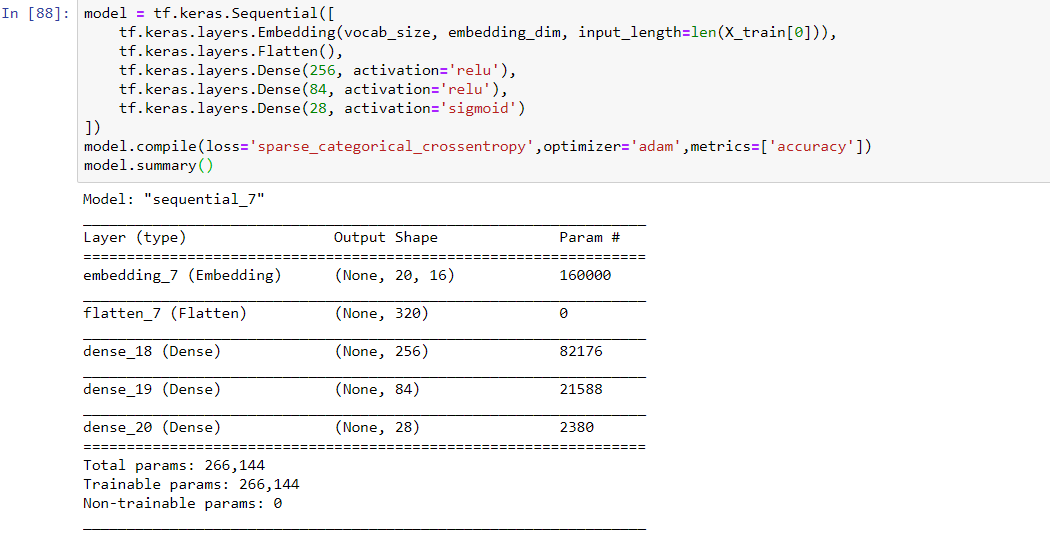 In [88]: model = tf.keras.Sequential([
    tf.keras.layers.Embedding(vocab_size, embedding_dim, input_length=len(X_train[0])),
    tf.keras.layers.Flatten(),
    tf.keras.layers.Dense(256, activation='relu'),
    tf.keras.layers.Dense(84, activation='relu'),
    tf.keras.layers.Dense(28, activation='sigmoid')
])
model.compile(loss='sparse_categorical_crossentropy',optimizer='adam',metrics=['accuracy'])
model.summary()
Model: "sequential_7"
_________________________________________________________________
Layer (type)                 Output Shape              Param #
=================================================================
embedding_7 (Embedding)      (None, 20, 16)            160000
_________________________________________________________________
flatten_7 (Flatten)          (None, 320)               0
_________________________________________________________________
dense_18 (Dense)             (None, 256)               82176
_________________________________________________________________
dense_19 (Dense)             (None, 84)                21588
_________________________________________________________________
dense_20 (Dense)             (None, 28)                2380
=================================================================
Total params: 266,144
Trainable params: 266,144
Non-trainable params: 0
_________________________________________________________________